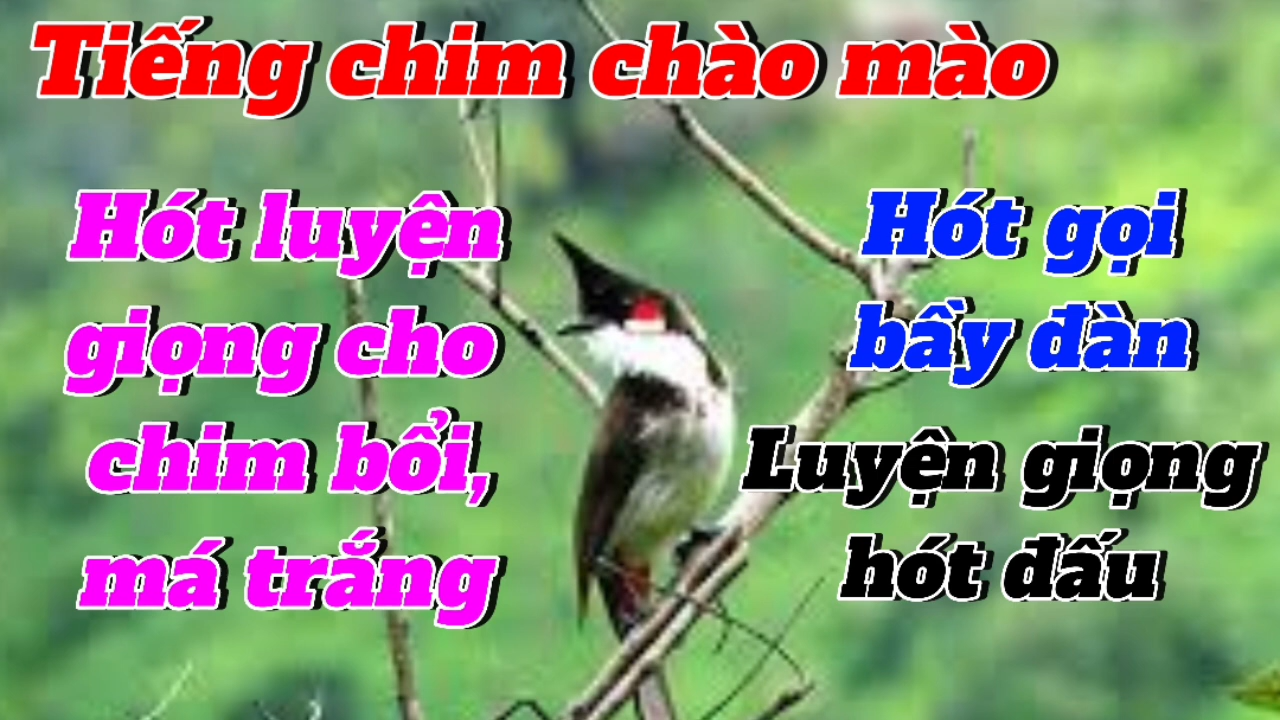 Tiếng chim chào mào
Hót luyện
giọng cho
chim bổi,
má trắng
Hót gọi
bầy đàn
Luyện giọng
hót đấu